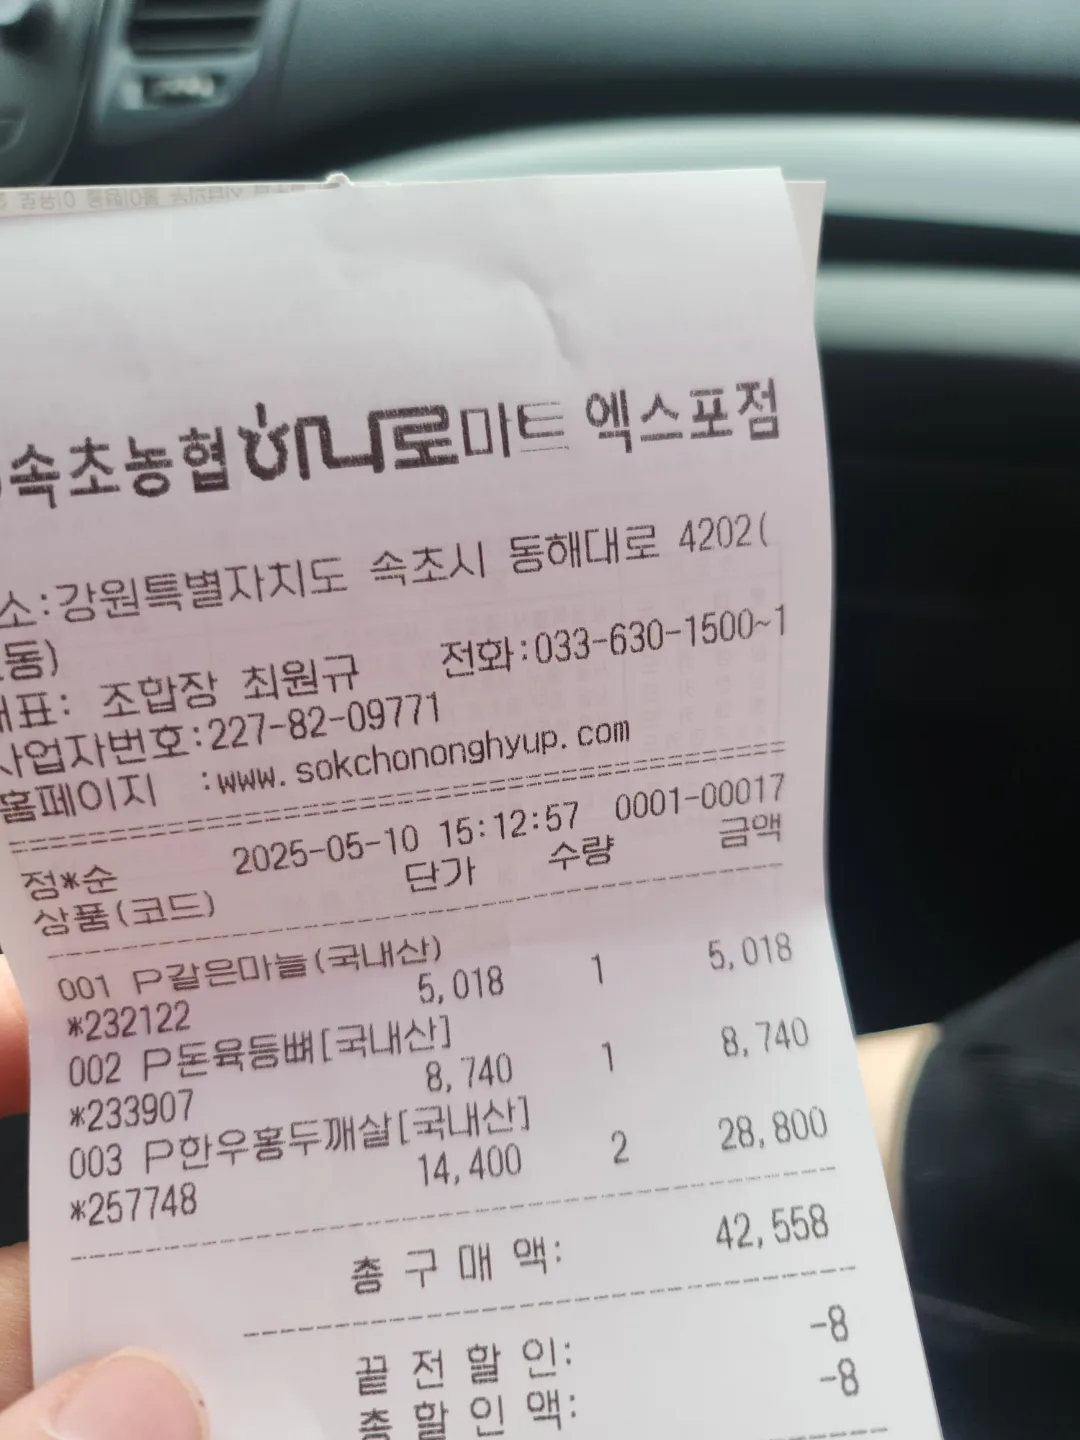 속초농협하나로마트 엑스포점
소:강원특별자치도 속초시 동해대로 4202(
동)
표: 조합장 최원규 전화:033-630-1500~1
사업자번호:227-82-09771
홈페이지 :www.sokchononghyup.com
정*순 2025-05-10 15:12:57 0001-00017
상품(코드) 단가 수량 금액
001 P갈은마늘(국내산)
*232122 5,018 1 5,018
002 P돈육등뼈[국내산]
*233907 8,740 1 8,740
003 P한우홍두깨살[국내산]
*257748 14,400 2 28,800
총 구 매 액: 42,558
끝 전 할 인: -8
총 할 인 액: -8